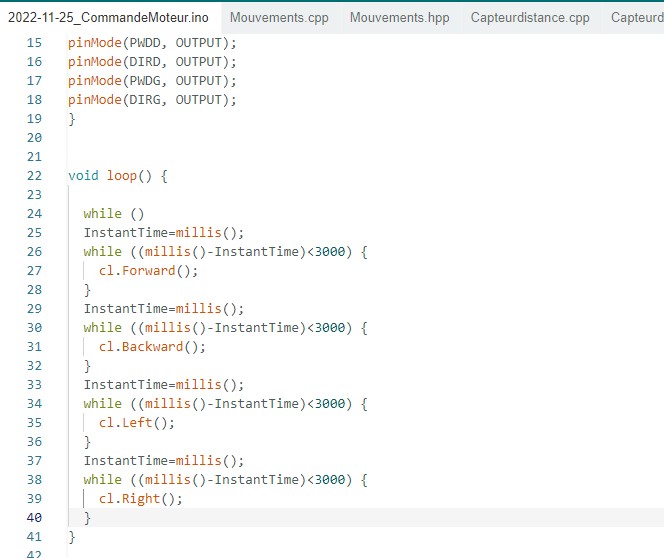 2022-11-25_CommandeMoteur.ino Mouvements.cpp Mouvements.hpp Capteurdistance.cpp Capteurd
15 pinMode(PWDD, OUTPUT);
16 pinMode(DIRD, OUTPUT);
17 pinMode(PWDG, OUTPUT);
18 pinMode(DIRG, OUTPUT);
19 }
20
21
22 void loop() {
23
24 while ()
25 InstantTime=millis();
26 while ((millis()-InstantTime)<3000) {
27 cl.Forward();
28 }
29 InstantTime=millis();
30 while ((millis()-InstantTime)<3000) {
31 cl.Backward();
32 }
33 InstantTime=millis();
34 while ((millis()-InstantTime)<3000) {
35 cl.Left();
36 }
37 InstantTime=millis();
38 while ((millis()-InstantTime)<3000) {
39 cl.Right();
40 }
41 }
42